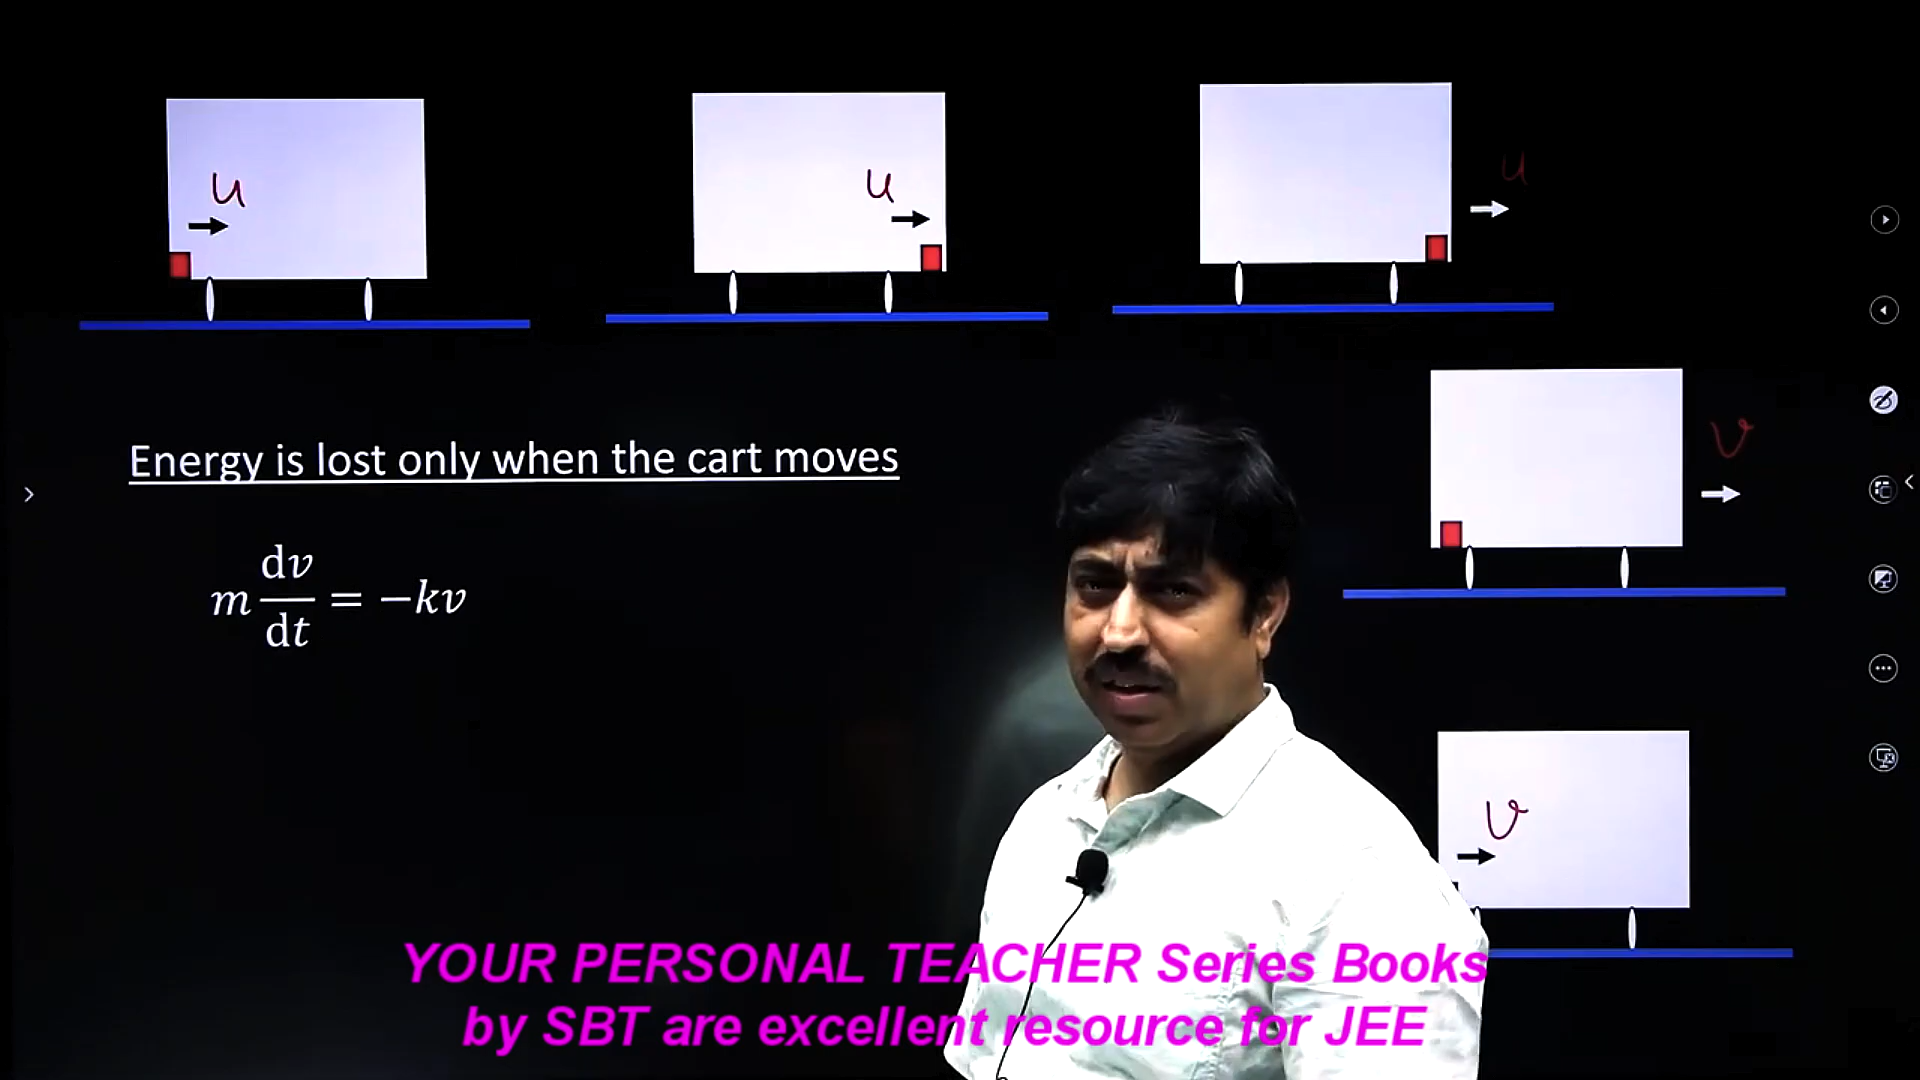 u
u
u
v
Energy is lost only when the cart moves
m dv/dt = −kv
v
YOUR PERSONAL TEACHER Series Books
by SBT are excellent resource for JEE